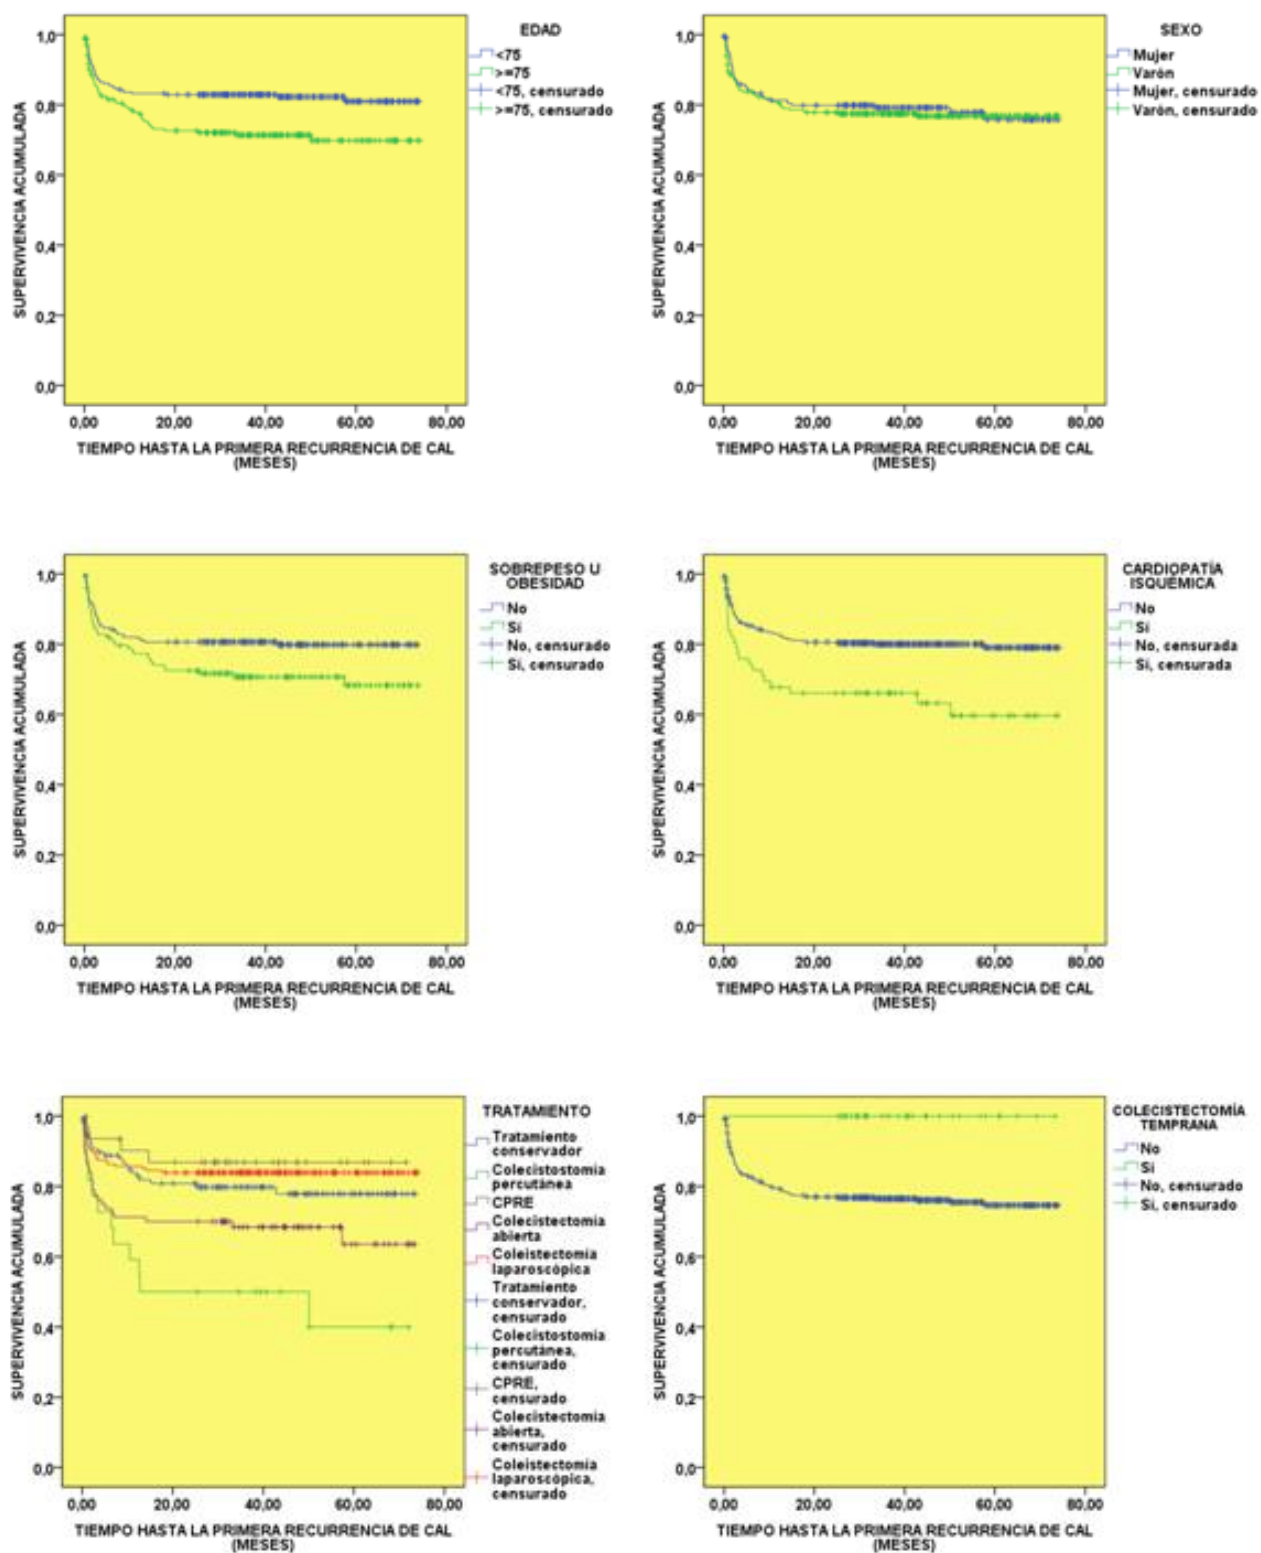 EDAD
<75
>=75
<75, censurado
>=75, censurado
SUPERVIVENCIA ACUMULADA
1,0
0,8
0,6
0,4
0,2
0,0
0,00 20,00 40,00 60,00 80,00
TIEMPO HASTA LA PRIMERA RECURRENCIA DE CAL
(MESES)
SEXO
Mujer
Varón
Mujer, censurado
Varón, censurado
SUPERVIVENCIA ACUMULADA
1,0
0,8
0,6
0,4
0,2
0,0
0,00 20,00 40,00 60,00 80,00
TIEMPO HASTA LA PRIMERA RECURRENCIA DE CAL
(MESES)
SOBREPESO U
OBESIDAD
No
Sí
No, censurado
Sí, censurado
SUPERVIVENCIA ACUMULADA
1,0
0,8
0,6
0,4
0,2
0,0
0,00 20,00 40,00 60,00 80,00
TIEMPO HASTA LA PRIMERA RECURRENCIA DE CAL
(MESES)
CARDIOPATÍA
ISQUÉMICA
No
Sí
No, censurada
Sí, censurada
SUPERVIVENCIA ACUMULADA
1,0
0,8
0,6
0,4
0,2
0,0
0,00 20,00 40,00 60,00 80,00
TIEMPO HASTA LA PRIMERA RECURRENCIA DE CAL
(MESES)
TRATAMIENTO
Tratamiento
conservador
Colecistostomía
percutánea
CPRE
Colecistectomía
abierta
Coleistectomía
laparoscópica
Tratamiento
conservador,
censurado
Colecistostomía
percutánea,
censurado
CPRE,
censurado
Colecistectomía
abierta,
censurado
Coleistectomía
laparoscópica,
censurado
SUPERVIVENCIA ACUMULADA
1,0
0,8
0,6
0,4
0,2
0,0
0,00 20,00 40,00 60,00 80,00
TIEMPO HASTA LA PRIMERA RECURRENCIA DE CAL
(MESES)
COLECISTECTOMÍA
TEMPRANA
No
Sí
No, censurado
Sí, censurado
SUPERVIVENCIA ACUMULADA
1,0
0,8
0,6
0,4
0,2
0,0
0,00 20,00 40,00 60,00 80,00
TIEMPO HASTA LA PRIMERA RECURRENCIA DE CAL
(MESES)